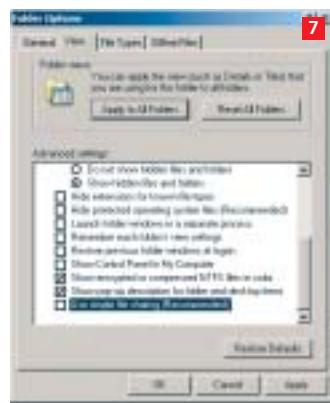 Folder Options
7
General View File Types Offline Files
Folder views
You can apply the view (such as Details or Tiles) that
you are using for this folder to all folders.
Apply to All Folders Reset All Folders
Advanced settings:
Do not show hidden files and folders
Show hidden files and folders
Hide extensions for known file types
Hide protected operating system files (Recommended)
Launch folder windows in a separate process
Remember each folder's view settings
Restore previous folder windows at logon
Show Control Panel in My Computer
Show encrypted or compressed NTFS files in color
Show pop-up description for folder and desktop items
Use simple file sharing (Recommended)
Restore Defaults
OK Cancel Apply